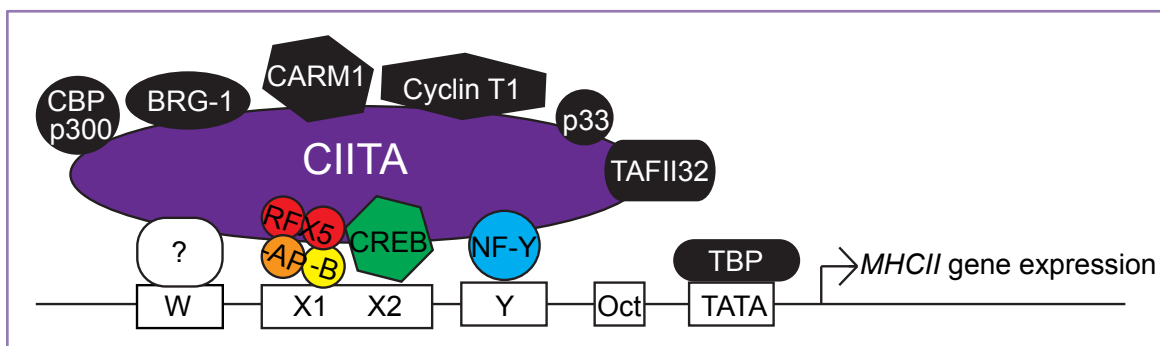 CBP
p300
BRG-1
CARM1
Cyclin T1
p33
TAFII32
CIITA
RFX5
-AP
-B
CREB
NF-Y
?
TBP
MHCII gene expression
W
X1
X2
Y
Oct
TATA